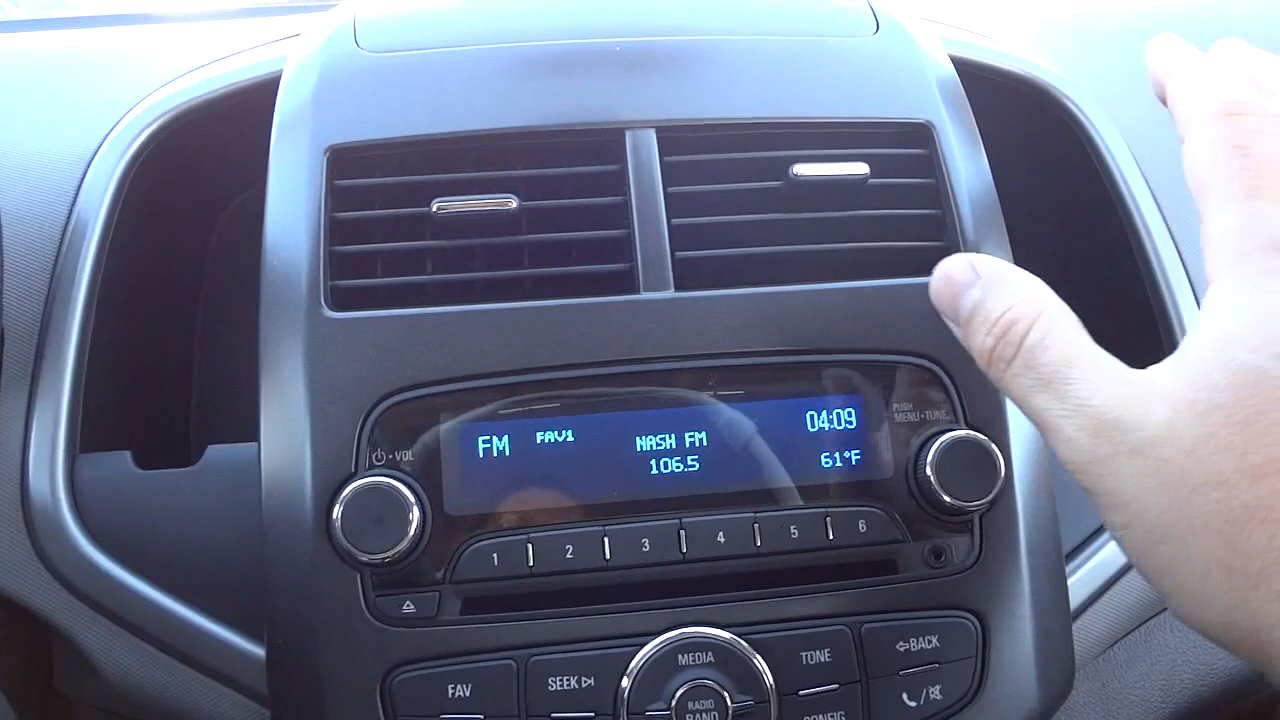 FM FAV1 NASH FM 04:09
106.5 61°F
PUSH
MENU•TUNE
•VOL
1 2 3 4 5 6
MEDIA
TONE
BACK
FAV
SEEK
RADIO
BAND
CONFIG